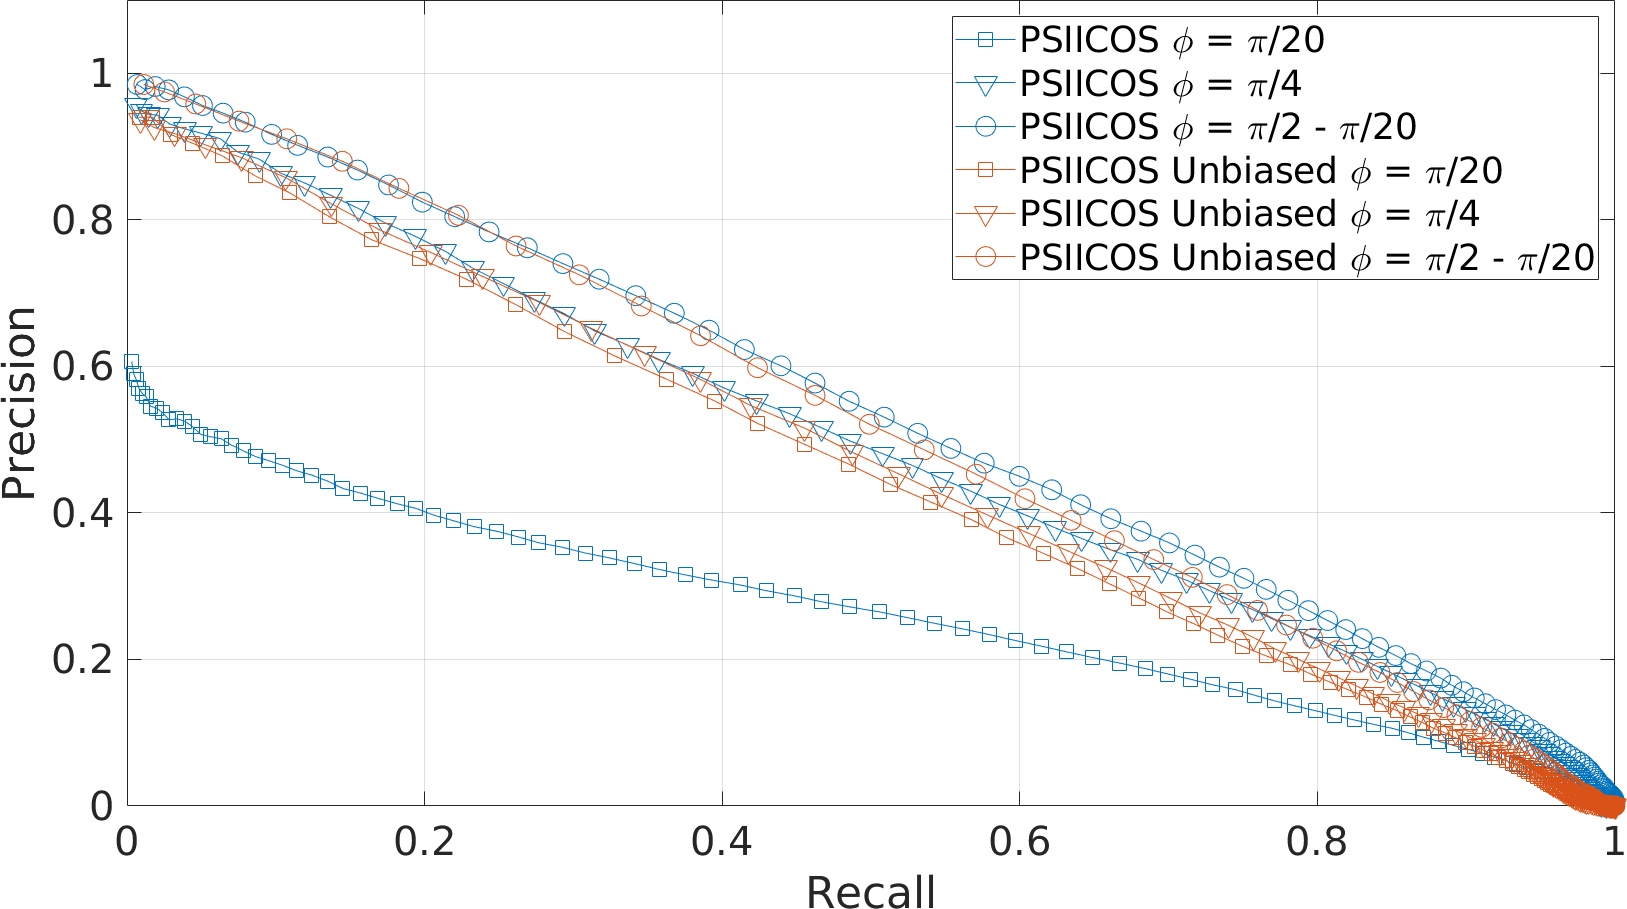 PSIICOS ϕ = π/20
PSIICOS ϕ = π/4
PSIICOS ϕ = π/2 - π/20
PSIICOS Unbiased ϕ = π/20
PSIICOS Unbiased ϕ = π/4
PSIICOS Unbiased ϕ = π/2 - π/20
1
0.8
0.6
0.4
0.2
0
Precision
0 0.2 0.4 0.6 0.8 1
Recall